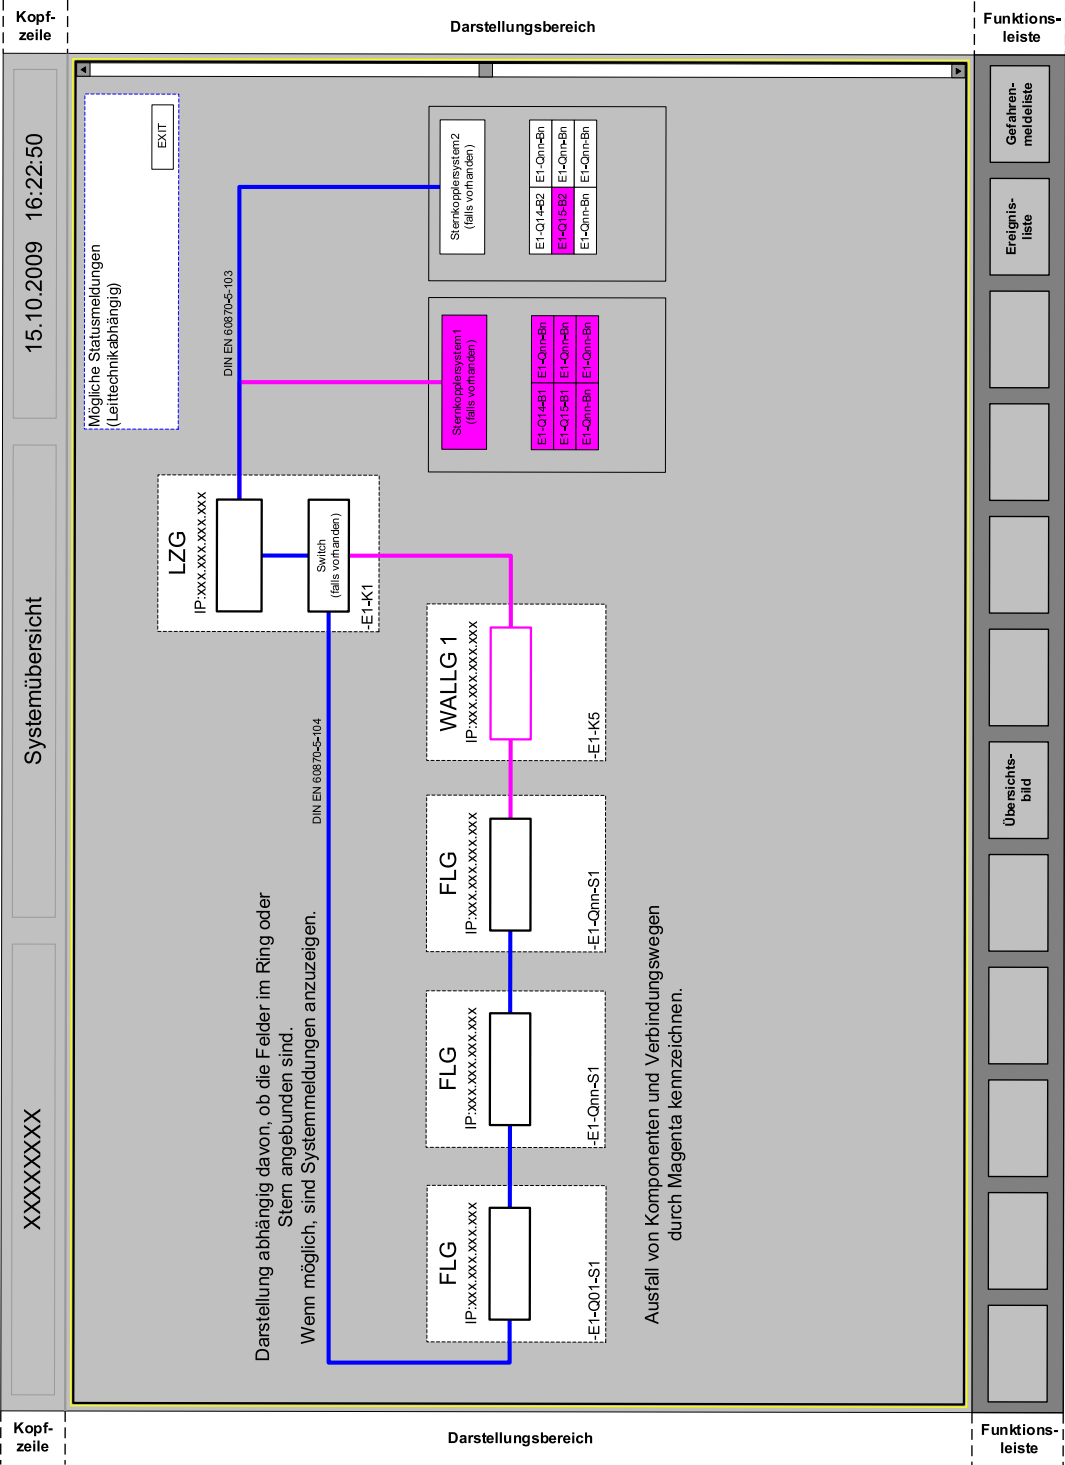 Kopf-
zeile
Darstellungsbereich
Funktions-
leiste
XXXXXXXX
Systemübersicht
15.10.2009 16:22:50
Mögliche Statusmeldungen
(Leittechnikabhängig)
EXIT
LZG
IP:xxx.xxx.xxx.xxx
Switch
(falls vorhanden)
-E1-K1
DIN EN 60870-5-103
DIN EN 60870-5-104
Darstellung abhängig davon, ob die Felder im Ring oder
Stern angebunden sind.
Wenn möglich, sind Systemmeldungen anzuzeigen.
Sternkopplersystem1
(falls vorhanden)
E1-Q14-B1 E1-Qnn-Bn
E1-Q15-B1 E1-Qnn-Bn
E1-Qnn-Bn E1-Qnn-Bn
Sternkopplersystem2
(falls vorhanden)
E1-Q14-B2 E1-Qnn-Bn
E1-Q15-B2 E1-Qnn-Bn
E1-Qnn-Bn E1-Qnn-Bn
FLG
IP:xxx.xxx.xxx.xxx
-E1-Q01-S1
FLG
IP:xxx.xxx.xxx.xxx
-E1-Qnn-S1
FLG
IP:xxx.xxx.xxx.xxx
-E1-Qnn-S1
WALLG 1
IP:xxx.xxx.xxx.xxx
-E1-K5
Ausfall von Komponenten und Verbindungswegen
durch Magenta kennzeichnen.
Übersichts-
bild
Ereignis-
liste
Gefahren-
meldeliste
Kopf-
zeile
Darstellungsbereich
Funktions-
leiste